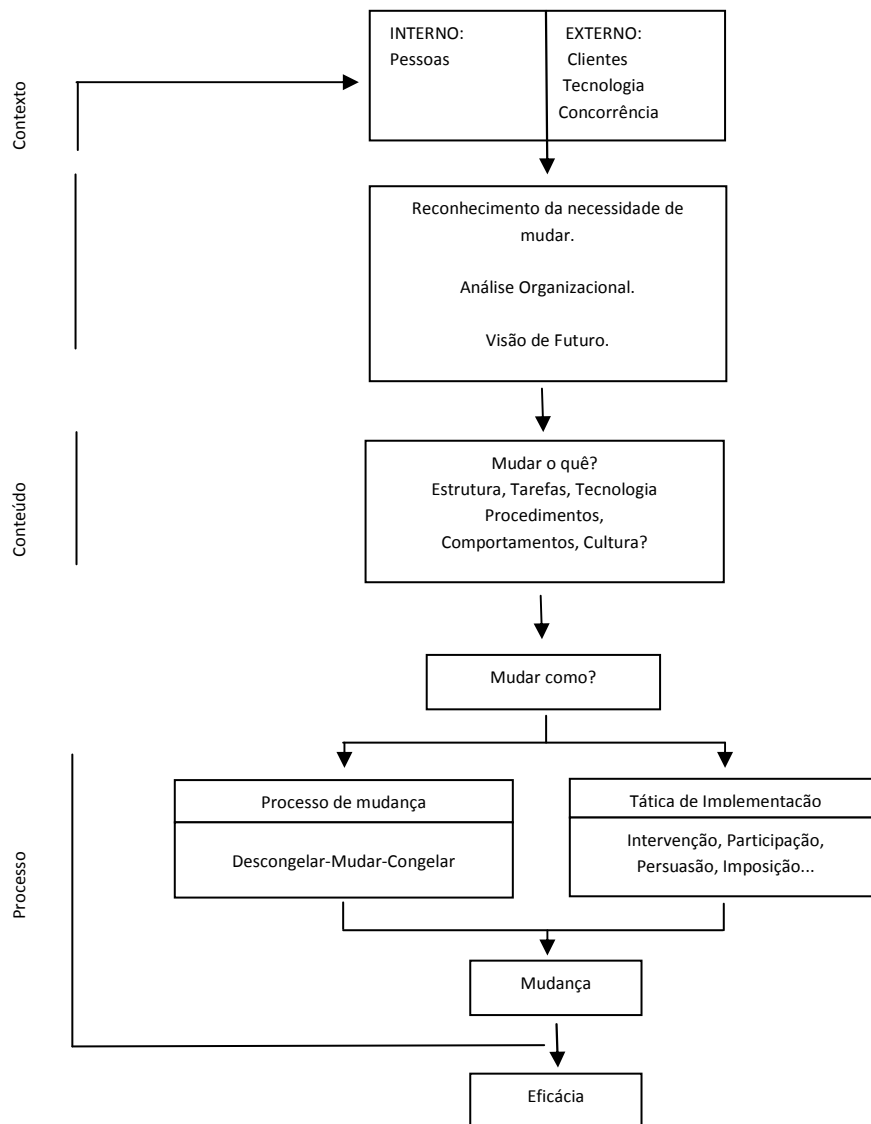 Contexto
INTERNO:
Pessoas
EXTERNO:
Clientes
Tecnologia
Concorrência
Reconhecimento da necessidade de
mudar.
Análise Organizacional.
Visão de Futuro.
Conteúdo
Mudar o quê?
Estrutura, Tarefas, Tecnologia
Procedimentos,
Comportamentos, Cultura?
Mudar como?
Processo
Processo de mudança
Descongelar-Mudar-Congelar
Tática de Implementação
Intervenção, Participação,
Persuasão, Imposição...
Mudança
Eficácia